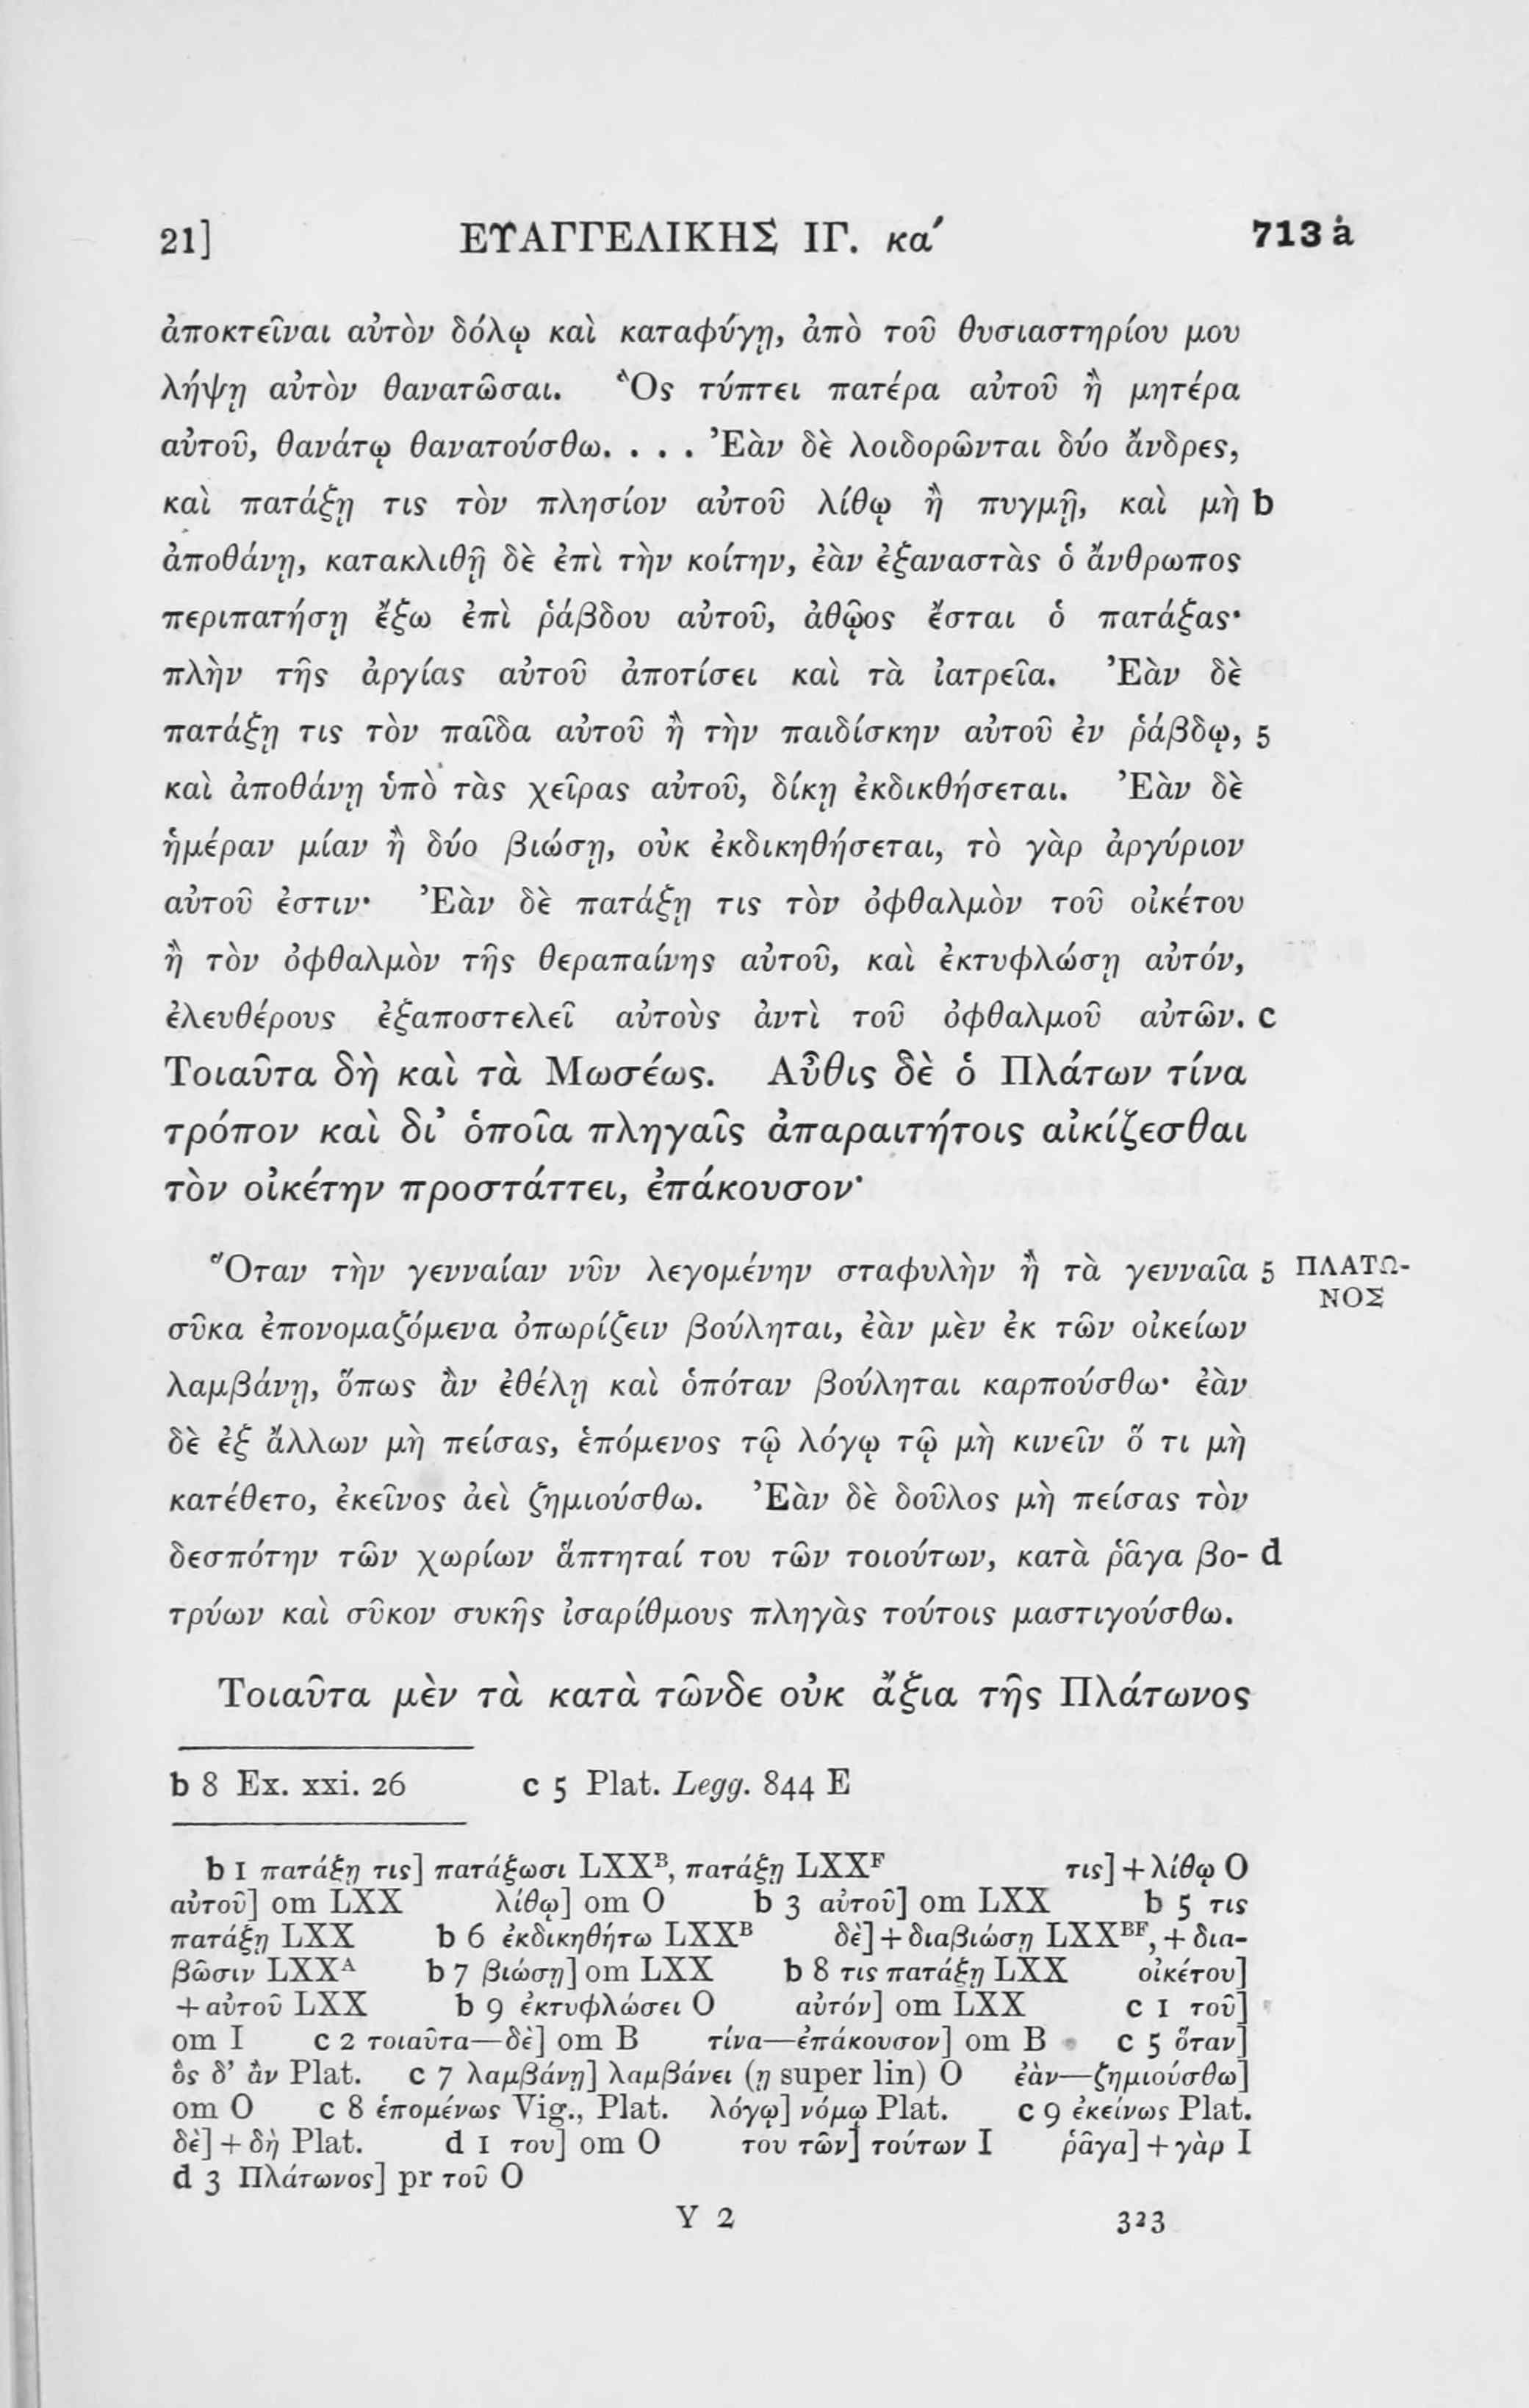 21] ΕΥΑΓΓΕΛΙΚΗΣ ΙΓ. κα´ 713 a
ἀποκτεῖναι αὐτὸν δόλῳ καὶ καταφύγῃ, ἀπὸ τοῦ θυσιαστηρίου μου
λήψῃ αὐτὸν θανατῶσαι. Ὃς τύπτει πατέρα αὐτοῦ ἢ μητέρα
αὐτοῦ, θανάτῳ θανατούσθω. . . . Ἐὰν δὲ λοιδορῶνται δύο ἄνδρες,
καὶ πατάξῃ τις τὸν πλησίον αὐτοῦ λίθῳ ἢ πυγμῇ, καὶ μὴ b
ἀποθάνῃ, κατακλιθῇ δὲ ἐπὶ τὴν κοίτην, ἐὰν ἐξαναστὰς ὁ ἄνθρωπος
περιπατήσῃ ἔξω ἐπὶ ῥάβδου αὐτοῦ, ἀθῷος ἔσται ὁ πατάξας·
πλὴν τῆς ἀργίας αὐτοῦ ἀποτίσει καὶ τὰ ἰατρεῖα. Ἐὰν δὲ
πατάξῃ τις τὸν παῖδα αὐτοῦ ἢ τὴν παιδίσκην αὐτοῦ ἐν ῥάβδῳ, 5
καὶ ἀποθάνῃ ὑπὸ τὰς χεῖρας αὐτοῦ, δίκῃ ἐκδικθήσεται. Ἐὰν δὲ
ἡμέραν μίαν ἢ δύο βιώσῃ, οὐκ ἐκδικηθήσεται, τὸ γὰρ ἀργύριον
αὐτοῦ ἐστιν· Ἐὰν δὲ πατάξῃ τις τὸν ὀφθαλμὸν τοῦ οἰκέτου
ἢ τὸν ὀφθαλμὸν τῆς θεραπαίνης αὐτοῦ, καὶ ἐκτυφλώσῃ αὐτόν,
ἐλευθέρους ἐξαποστελεῖ αὐτοὺς ἀντὶ τοῦ ὀφθαλμοῦ αὐτῶν. c
Τοιαῦτα δὴ καὶ τὰ Μωσέως. Αὖθις δὲ ὁ Πλάτων τίνα
τρόπον καὶ δι᾽ ὁποῖα πληγαῖς ἀπαραιτήτοις αἰκίζεσθαι
τὸν οἰκέτην προστάττει, ἐπάκουσον·
Ὅταν τὴν γενναίαν νῦν λεγομένην σταφυλὴν ἢ τὰ γενναῖα 5 ΠΛΑΤΩ-
ΝΟΣ
σῦκα ἐπονομαζόμενα ὀπωρίζειν βούληται, ἐὰν μὲν ἐκ τῶν οἰκείων
λαμβάνῃ, ὅπως ἂν ἐθέλῃ καὶ ὁπόταν βούληται καρπούσθω· ἐὰν
δὲ ἐξ ἄλλων μὴ πείσας, ἑπόμενος τῷ λόγῳ τῷ μὴ κινεῖν ὅ τι μὴ
κατέθετο, ἐκεῖνος ἀεὶ ζημιούσθω. Ἐὰν δὲ δοῦλος μὴ πείσας τὸν
δεσπότην τῶν χωρίων ἅπτηταί του τῶν τοιούτων, κατὰ ῥᾶγα βο- d
τρύων καὶ σῦκον συκῆς ἰσαρίθμους πληγὰς τούτοις μαστιγούσθω.
Τοιαῦτα μὲν τὰ κατὰ τῶνδε οὐκ ἄξια τῆς Πλάτωνος
b 8 Ex. xxi. 26 c 5 Plat. Legg. 844 E
b 1 πατάξῃ τις] πατάξωσι LXXᴮ, πατάξῃ LXXF τις] + λίθῳ O
αὐτοῦ] om LXX λίθῳ] om O b 3 αὐτοῦ] om LXX b 5 τις
πατάξῃ LXX b 6 ἐκδικηθήτω LXXᴮ δὲ] + διαβιώσῃ LXXBF, + δια-
βῶσιν LXXᴬ b 7 βιώσῃ] om LXX b 8 τις πατάξῃ LXX οἰκέτου]
+ αὐτοῦ LXX b 9 ἐκτυφλώσει O αὐτόν] om LXX c 1 τοῦ]
om I c 2 τοιαῦτα—δὲ] om B τίνα—ἐπάκουσον] om B c 5 ὅταν]
ὃς δ᾽ ἂν Plat. c 7 λαμβάνῃ] λαμβάνει (ῃ super lin) O ἐὰν—ζημιούσθω]
om O c 8 ἑπομένως Vig., Plat. λόγῳ] νόμῳ Plat. c 9 ἐκείνως Plat.
δὲ] + δὴ Plat. d 1 του] om O του τῶν] τούτων I ῥᾶγα] + γὰρ I
d 3 Πλάτωνος] pr τοῦ O
Y 2 323